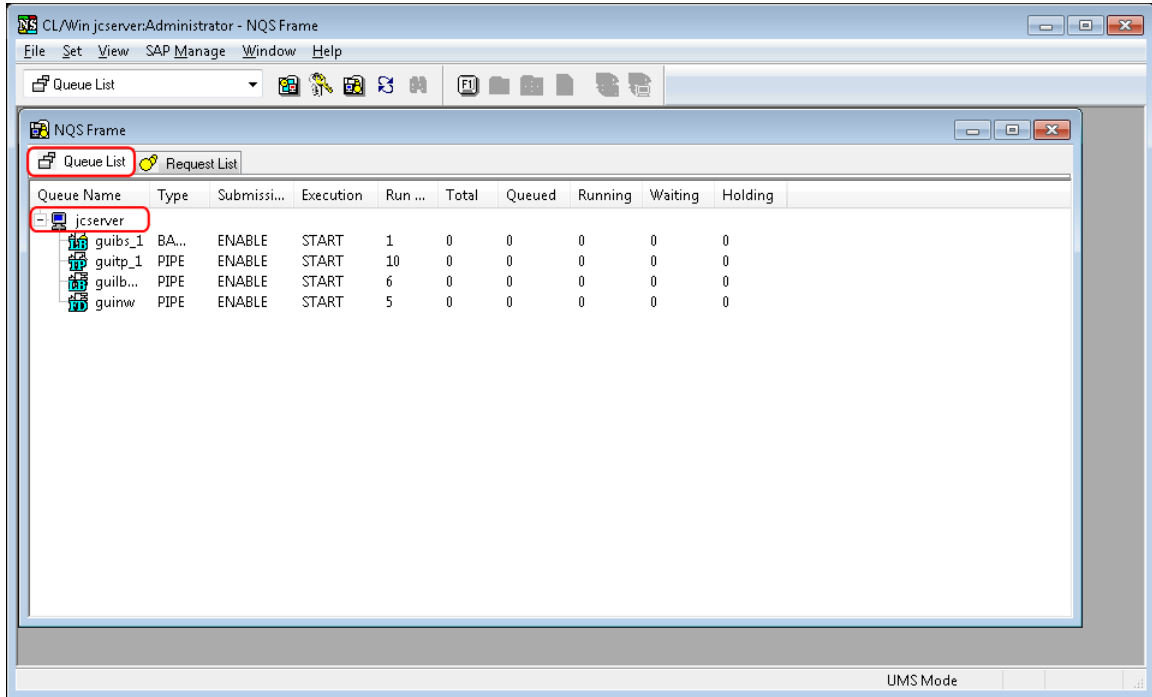 CL/Win jcserver:Administrator - NQS Frame
File Set View SAP Manage Window Help
Queue List F1
NQS Frame
Queue List Request List
Queue Name Type Submissi... Execution Run ... Total Queued Running Waiting Holding
jcserver
guibs_1 BA... ENABLE START 1 0 0 0 0 0
guitp_1 PIPE ENABLE START 10 0 0 0 0 0
guilb... PIPE ENABLE START 6 0 0 0 0 0
guinw PIPE ENABLE START 5 0 0 0 0 0
UMS Mode